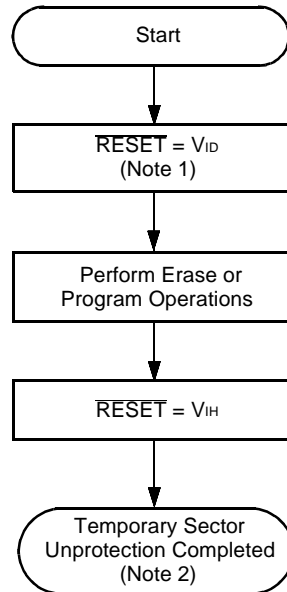 Start
RESET = VID
(Note 1)
Perform Erase or
Program Operations
RESET = VIH
Temporary Sector
Unprotection Completed
(Note 2)